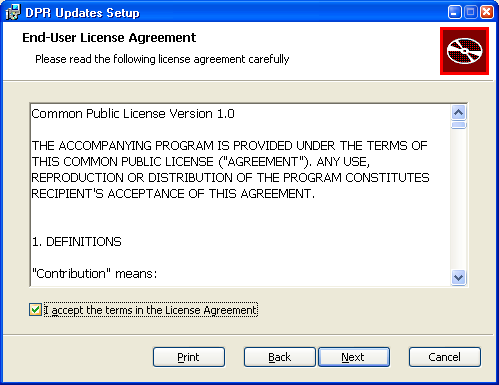 DPR Updates Setup
End-User License Agreement
Please read the following license agreement carefully
Common Public License Version 1.0
THE ACCOMPANYING PROGRAM IS PROVIDED UNDER THE TERMS OF
THIS COMMON PUBLIC LICENSE ("AGREEMENT"). ANY USE,
REPRODUCTION OR DISTRIBUTION OF THE PROGRAM CONSTITUTES
RECIPIENT'S ACCEPTANCE OF THIS AGREEMENT.
1. DEFINITIONS
"Contribution" means:
I accept the terms in the License Agreement
Print Back Next Cancel